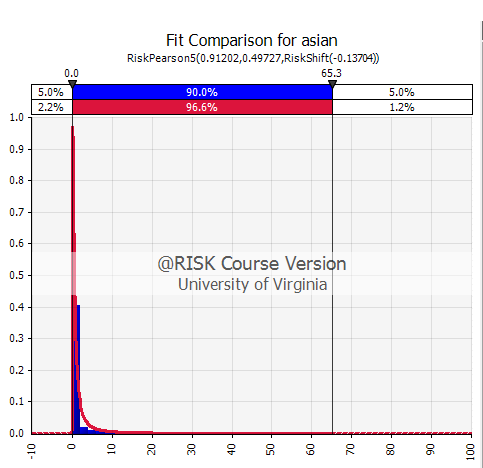 Fit Comparison for asian
RiskPearson5(0.91202,0.49727,RiskShift(-0.13704))
0.0 65.3
5.0% 90.0% 5.0%
2.2% 96.6% 1.2%
1.0
0.9
0.8
0.7
0.6
0.5
0.4
0.3
0.2
0.1
0.0
@RISK Course Version
University of Virginia
-10 0 10 20 30 40 50 60 70 80 90 100